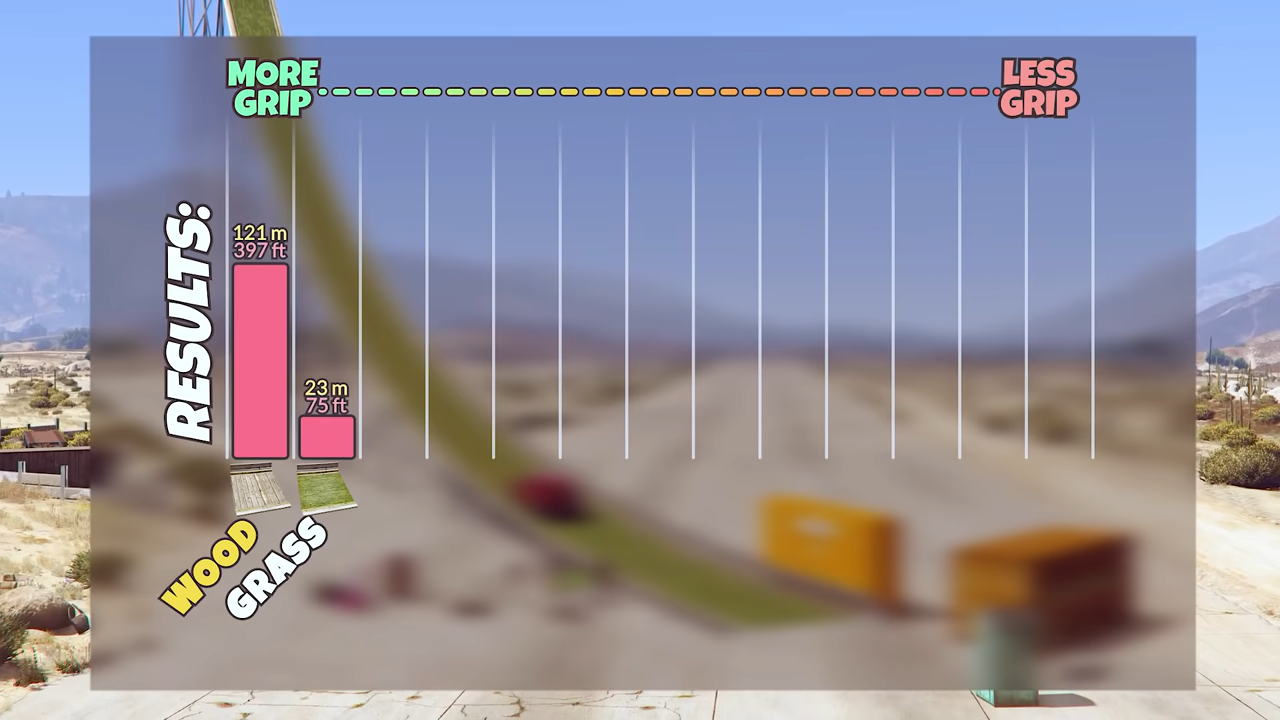 MORE
GRIP
LESS
GRIP
RESULTS:
121 m
397 ft
23 m
75 ft
WOOD
GRASS